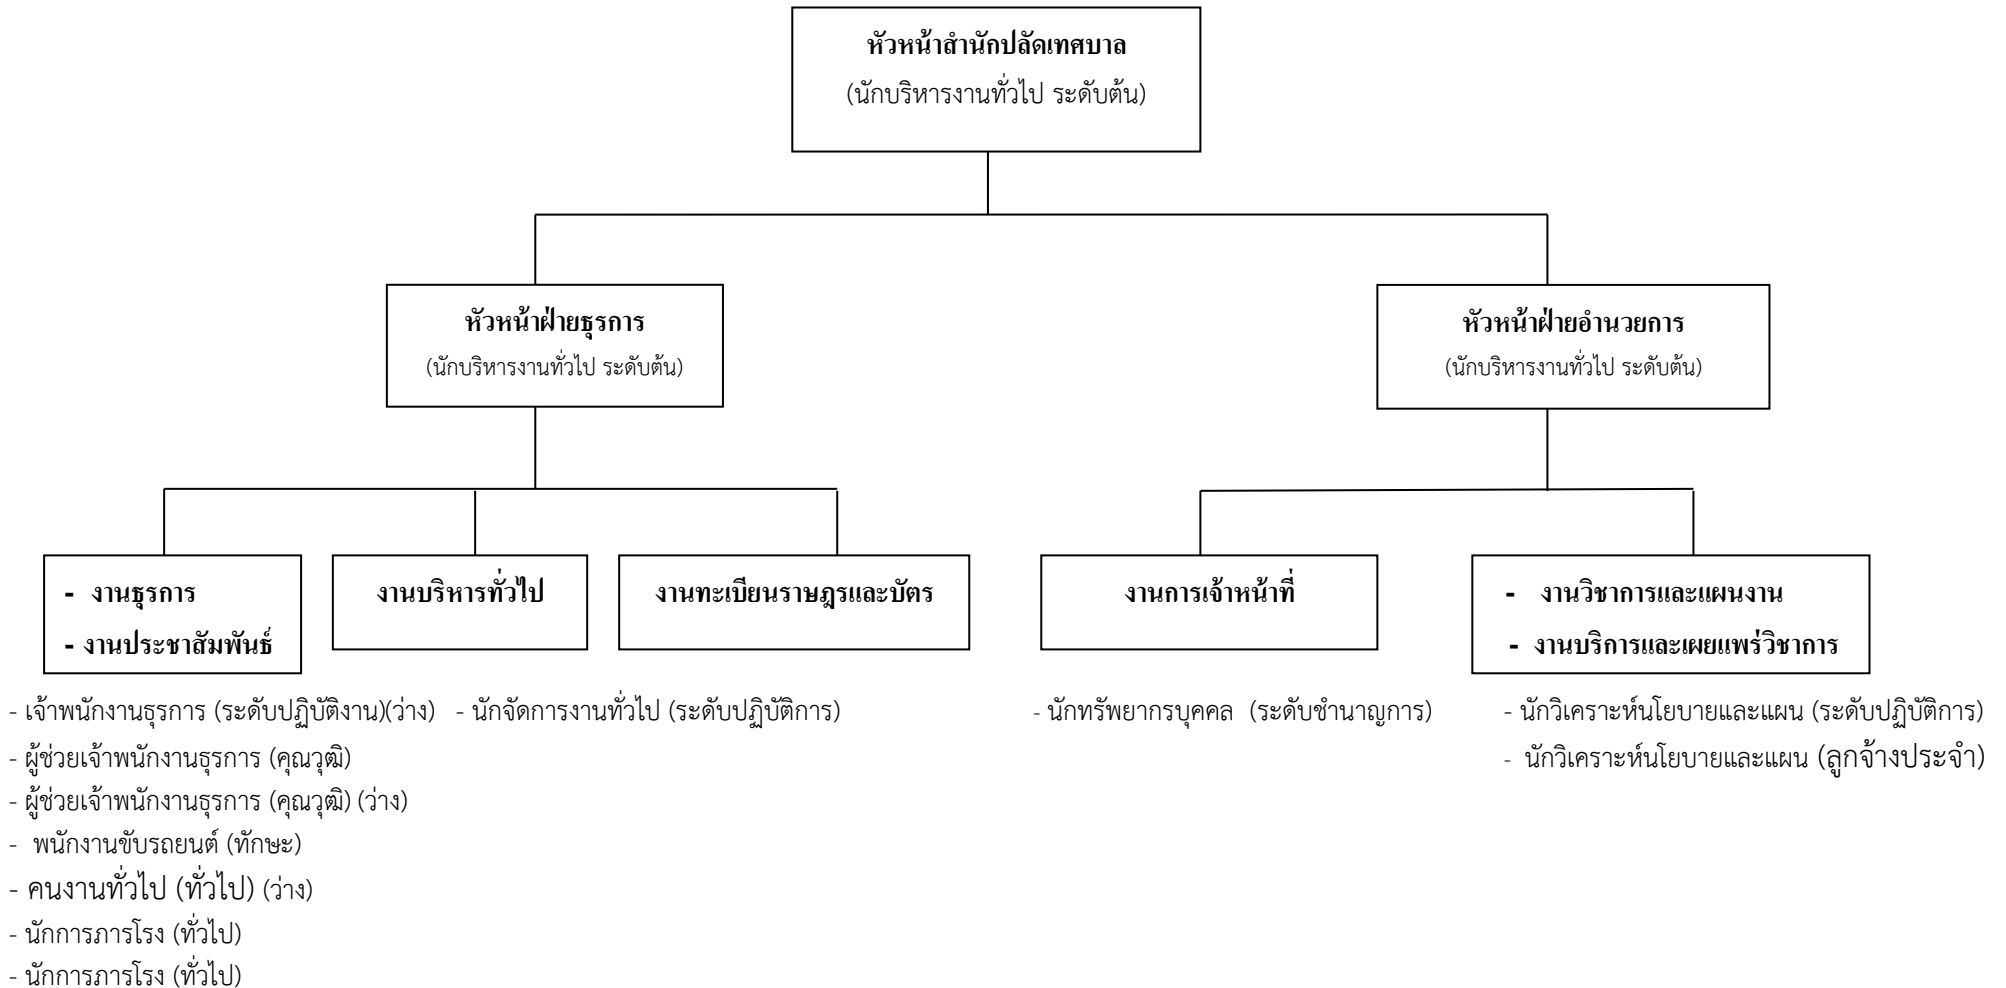 หัวหน้าสำนักปลัดเทศบาล
(นักบริหารงานทั่วไป ระดับต้น)
หัวหน้าฝ่ายธุรการ
(นักบริหารงานทั่วไป ระดับต้น)
หัวหน้าฝ่ายอำนวยการ
(นักบริหารงานทั่วไป ระดับต้น)
- งานธุรการ
- งานประชาสัมพันธ์
งานบริหารทั่วไป
งานทะเบียนราษฎรและบัตร
งานการเจ้าหน้าที่
- งานวิชาการและแผนงาน
- งานบริการและเผยแพร่วิชาการ
- เจ้าพนักงานธุรการ (ระดับปฏิบัติงาน)(ว่าง)
- ผู้ช่วยเจ้าพนักงานธุรการ (คุณวุฒิ)
- ผู้ช่วยเจ้าพนักงานธุรการ (คุณวุฒิ) (ว่าง)
- พนักงานขับรถยนต์ (ทักษะ)
- คนงานทั่วไป (ทั่วไป) (ว่าง)
- นักการภารโรง (ทั่วไป)
- นักการภารโรง (ทั่วไป)
- นักจัดการงานทั่วไป (ระดับปฏิบัติการ)
- นักทรัพยากรบุคคล (ระดับชำนาญการ)
- นักวิเคราะห์นโยบายและแผน (ระดับปฏิบัติการ)
- นักวิเคราะห์นโยบายและแผน (ลูกจ้างประจำ)